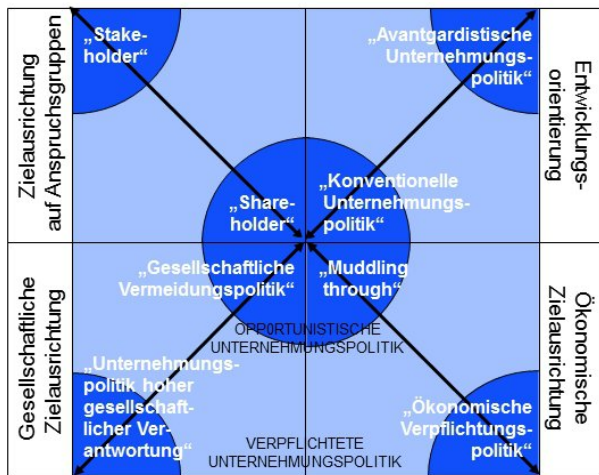 Zielausrichtung
auf Anspruchsgruppen
„Stake-
holder“
„Avantgardistische
Unternehmungs-
politik“
Entwicklungs-
orientierung
„Share-
holder“
„Konventionelle
Unternehmungs-
politik“
Gesellschaftliche
Zielausrichtung
„Gesellschaftliche
Vermeidungspolitik“
„Muddling
through“
Ökonomische
Zielausrichtung
OPP0RTUNISTISCHE
UNTERNEHMUNGSPOLITIK
„Unternehmungs-
politik hoher
gesellschaft-
licher Ver-
antwortung“
„Ökonomische
Verpflichtungs-
politik“
VERPFLICHTETE
UNTERNEHMUNGSPOLITIK